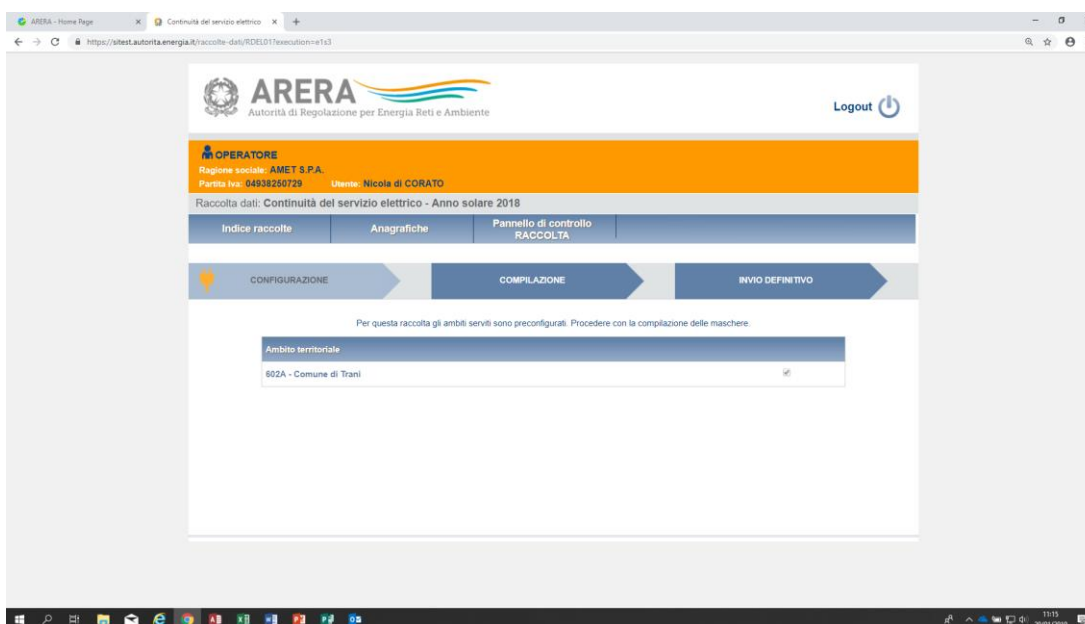 ARERA - Home Page
Continuità del servizio elettrico
https://sitest.autorita.energia.it/raccolte-dati/RDEL01?execution=e1s3
ARERA
Autorità di Regolazione per Energia Reti e Ambiente
Logout
OPERATORE
Ragione sociale: AMET S.P.A.
Partita Iva: 04938250729 Utente: Nicola di CORATO
Raccolta dati: Continuità del servizio elettrico - Anno solare 2018
Indice raccolte
Anagrafiche
Pannello di controllo
RACCOLTA
CONFIGURAZIONE
COMPILAZIONE
INVIO DEFINITIVO
Per questa raccolta gli ambiti serviti sono preconfigurati. Procedere con la compilazione delle maschere.
Ambito territoriale
602A - Comune di Trani
11:15